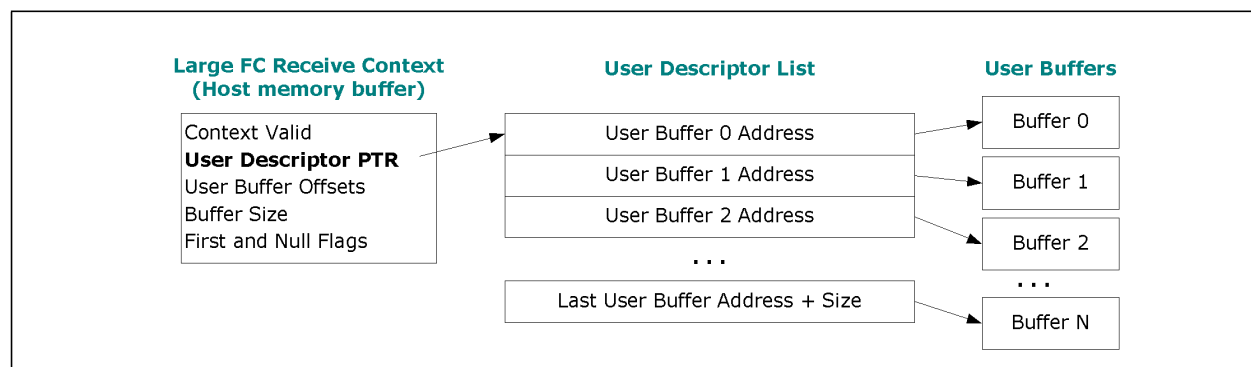 Large FC Receive Context
(Host memory buffer)
Context Valid
User Descriptor PTR
User Buffer Offsets
Buffer Size
First and Null Flags
User Descriptor List
User Buffer 0 Address
User Buffer 1 Address
User Buffer 2 Address
...
Last User Buffer Address + Size
User Buffers
Buffer 0
Buffer 1
Buffer 2
...
Buffer N